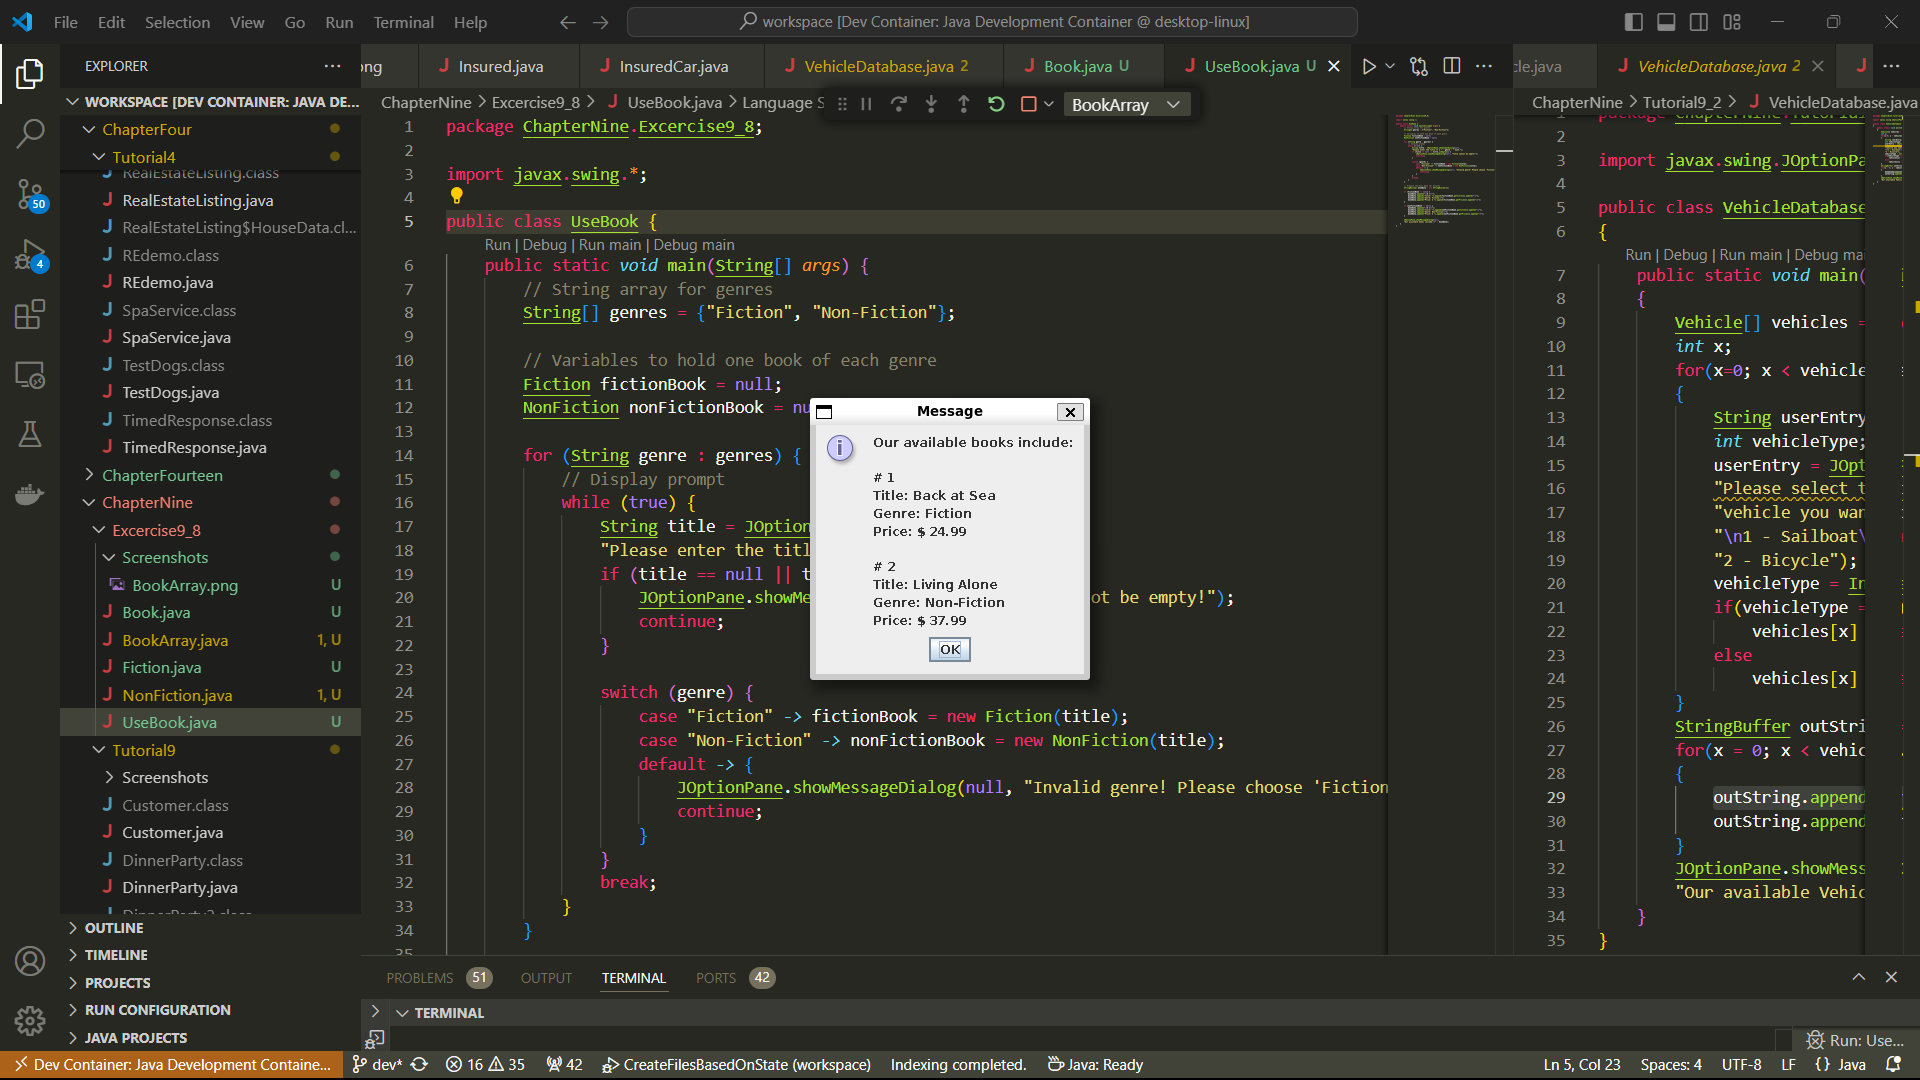 File Edit Selection View Go Run Terminal Help
workspace [Dev Container: Java Development Container @ desktop-linux]
EXPLORER
WORKSPACE [DEV CONTAINER: JAVA DE...
ChapterFour
Tutorial4
RealEstateListing.class
RealEstateListing.java
RealEstateListing$HouseData.cl...
REdemo.class
REdemo.java
SpaService.class
SpaService.java
TestDogs.class
TestDogs.java
TimedResponse.class
TimedResponse.java
ChapterFourteen
ChapterNine
Excercise9_8
Screenshots
BookArray.png U
Book.java U
BookArray.java 1, U
Fiction.java U
NonFiction.java 1, U
UseBook.java U
Tutorial9
Screenshots
Customer.class
Customer.java
DinnerParty.class
DinnerParty.java
DinnerParty2.class
OUTLINE
TIMELINE
PROJECTS
RUN CONFIGURATION
JAVA PROJECTS
50
4
ong Insured.java InsuredCar.java VehicleDatabase.java 2 Book.java U UseBook.java U
ChapterNine > Excercise9_8 > UseBook.java > Language S
BookArray
1 package ChapterNine.Excercise9_8;
2
3 import javax.swing.*;
4
5 public class UseBook {
Run | Debug | Run main | Debug main
6 public static void main(String[] args) {
7 // String array for genres
8 String[] genres = {"Fiction", "Non-Fiction"};
9
10 // Variables to hold one book of each genre
11 Fiction fictionBook = null;
12 NonFiction nonFictionBook = nu
13
14 for (String genre : genres) {
15 // Display prompt
16 while (true) {
17 String title = JOption
18 "Please enter the titl
19 if (title == null || t
20 JOptionPane.showMe ot be empty!");
21 continue;
22 }
23
24 switch (genre) {
25 case "Fiction" -> fictionBook = new Fiction(title);
26 case "Non-Fiction" -> nonFictionBook = new NonFiction(title);
27 default -> {
28 JOptionPane.showMessageDialog(null, "Invalid genre! Please choose 'Fiction
29 continue;
30 }
31 }
32 break;
33 }
34 }
35
Message
Our available books include:
# 1
Title: Back at Sea
Genre: Fiction
Price: $ 24.99
# 2
Title: Living Alone
Genre: Non-Fiction
Price: $ 37.99
OK
cle.java VehicleDatabase.java 2
ChapterNine > Tutorial9_2 > VehicleDatabase.java
1 package ChapterNine.Tutorial
2
3 import javax.swing.JOptionPa
4
5 public class VehicleDatabase
6 {
Run | Debug | Run main | Debug mai
7 public static void main(
8 {
9 Vehicle[] vehicles =
10 int x;
11 for(x=0; x < vehicle
12 {
13 String userEntry
14 int vehicleType;
15 userEntry = JOpt
16 "Please select t
17 "vehicle you wan
18 "\n1 - Sailboat\
19 "2 - Bicycle");
20 vehicleType = In
21 if(vehicleType =
22 vehicles[x]
23 else
24 vehicles[x]
25 }
26 StringBuffer outStri
27 for(x = 0; x < vehic
28 {
29 outString.append
30 outString.append
31 }
32 JOptionPane.showMess
33 "Our available Vehic
34 }
35 }
PROBLEMS 51 OUTPUT TERMINAL PORTS 42
TERMINAL
Run: Use...
Dev Container: Java Development Containe... dev* 16 35 42 CreateFilesBasedOnState (workspace) Indexing completed. Java: Ready Ln 5, Col 23 Spaces: 4 UTF-8 LF {} Java